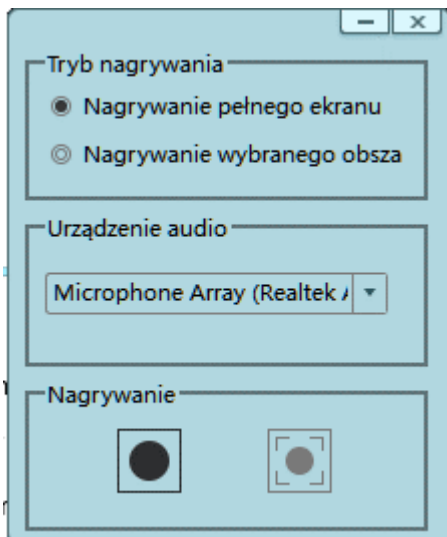 Tryb nagrywania
Nagrywanie pełnego ekranu
Nagrywanie wybranego obsza
Urządzenie audio
Microphone Array (Realtek
Nagrywanie